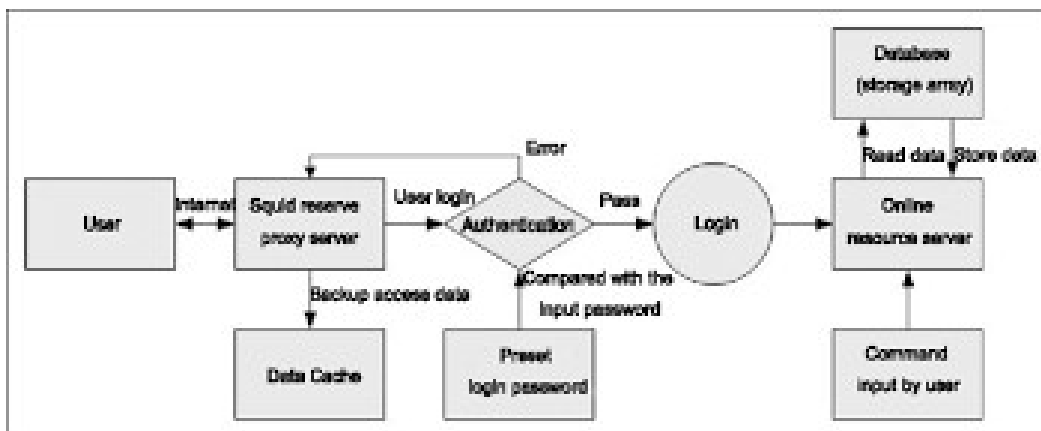 Database
(storage array)
Error
Read data
Store data
User
Internet
Squid reserve
proxy server
User login
Authentication
Pass
Login
Online
resource server
Backup access data
Compared with the
input password
Data Cache
Preset
login password
Command
input by user